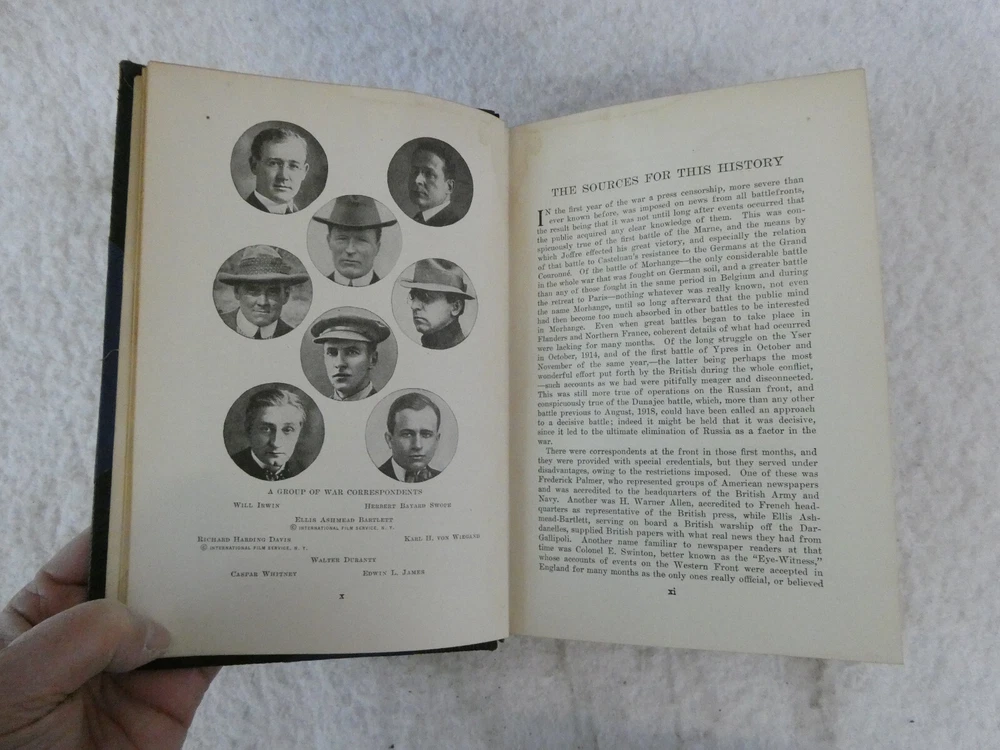 A GROUP OF WAR CORRESPONDENTS
WILL IRWIN HERBERT BAYARD SWOPE
ELLIS ASHMEAD BARTLETT
© INTERNATIONAL FILM SERVICE, N. Y.
RICHARD HARDING DAVIS KARL H. VON WIEGAND
© INTERNATIONAL FILM SERVICE, N. Y.
WALTER DURANTY
CASPAR WHITNEY EDWIN L. JAMES
x
THE SOURCES FOR THIS HISTORY
IN the first year of the war a press censorship, more severe than
ever known before, was imposed on news from all battlefronts,
the result being that it was not until long after events occurred that
the public acquired any clear knowledge of them. This was con-
spicuously true of the first battle of the Marne, and the means by
which Joffre effected his great victory, and especially the relation
of that battle to Castelnau's resistance to the Germans at the Grand
Couronné. Of the battle of Morhange—the only considerable battle
in the whole war that was fought on German soil, and a greater battle
than any of those fought in the same period in Belgium and during
the retreat to Paris—nothing whatever was really known, not even
the name Morhange, until so long afterward that the public mind
had then become too much absorbed in other battles to be interested
in Morhange. Even when great battles began to take place in
Flanders and Northern France, coherent details of what had occurred
were lacking for many months. Of the long struggle on the Yser
in October, 1914, and of the first battle of Ypres in October and
November of the same year,—the latter being perhaps the most
wonderful effort put forth by the British during the whole conflict,
—such accounts as we had were pitifully meager and disconnected.
This was still more true of operations on the Russian front, and
conspicuously true of the Dunajec battle, which, more than any other
battle previous to August, 1918, could have been called an approach
to a decisive battle; indeed it might be held that it was decisive,
since it led to the ultimate elimination of Russia as a factor in the
war.
There were correspondents at the front in those first months, and
they were provided with special credentials, but they served under
disadvantages, owing to the restrictions imposed. One of these was
Frederick Palmer, who represented groups of American newspapers
and was accredited to the headquarters of the British Army and
Navy. Another was H. Warner Allen, accredited to French head-
quarters as representative of the British press, while Ellis Ash-
mead-Bartlett, serving on board a British warship off the Dar-
danelles, supplied British papers with what real news they had from
Gallipoli. Another name familiar to newspaper readers at that
time was Colonel E. Swinton, better known as the "Eye-Witness,"
whose accounts of events on the Western Front were accepted in
England for many months as the only ones really official, or believed
xi